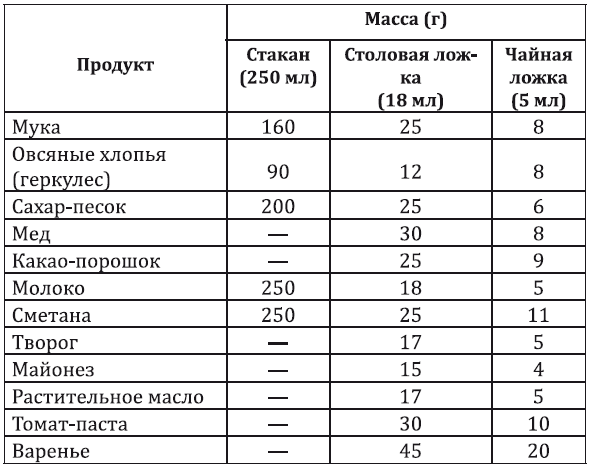 Продукт
Масса (г)
Стакан
(250 мл)
Столовая лож-
ка
(18 мл)
Чайная
ложка
(5 мл)
Мука 160 25 8
Овсяные хлопья
(геркулес) 90 12 8
Сахар-песок 200 25 6
Мед — 30 8
Какао-порошок — 25 9
Молоко 250 18 5
Сметана 250 25 11
Творог — 17 5
Майонез — 15 4
Растительное масло — 17 5
Томат-паста — 30 10
Варенье — 45 20